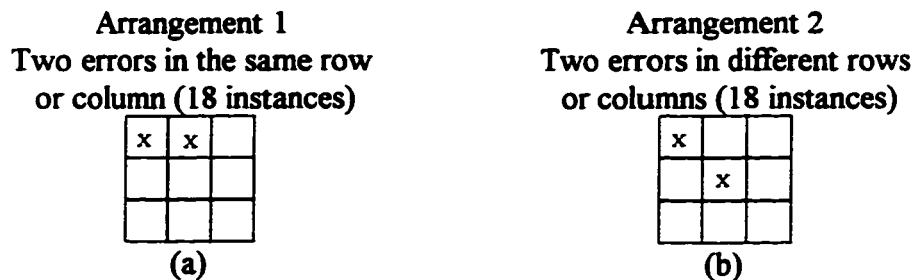 Arrangement 1
Two errors in the same row
or column (18 instances)
x x
(a)
Arrangement 2
Two errors in different rows
or columns (18 instances)
x
x
(b)